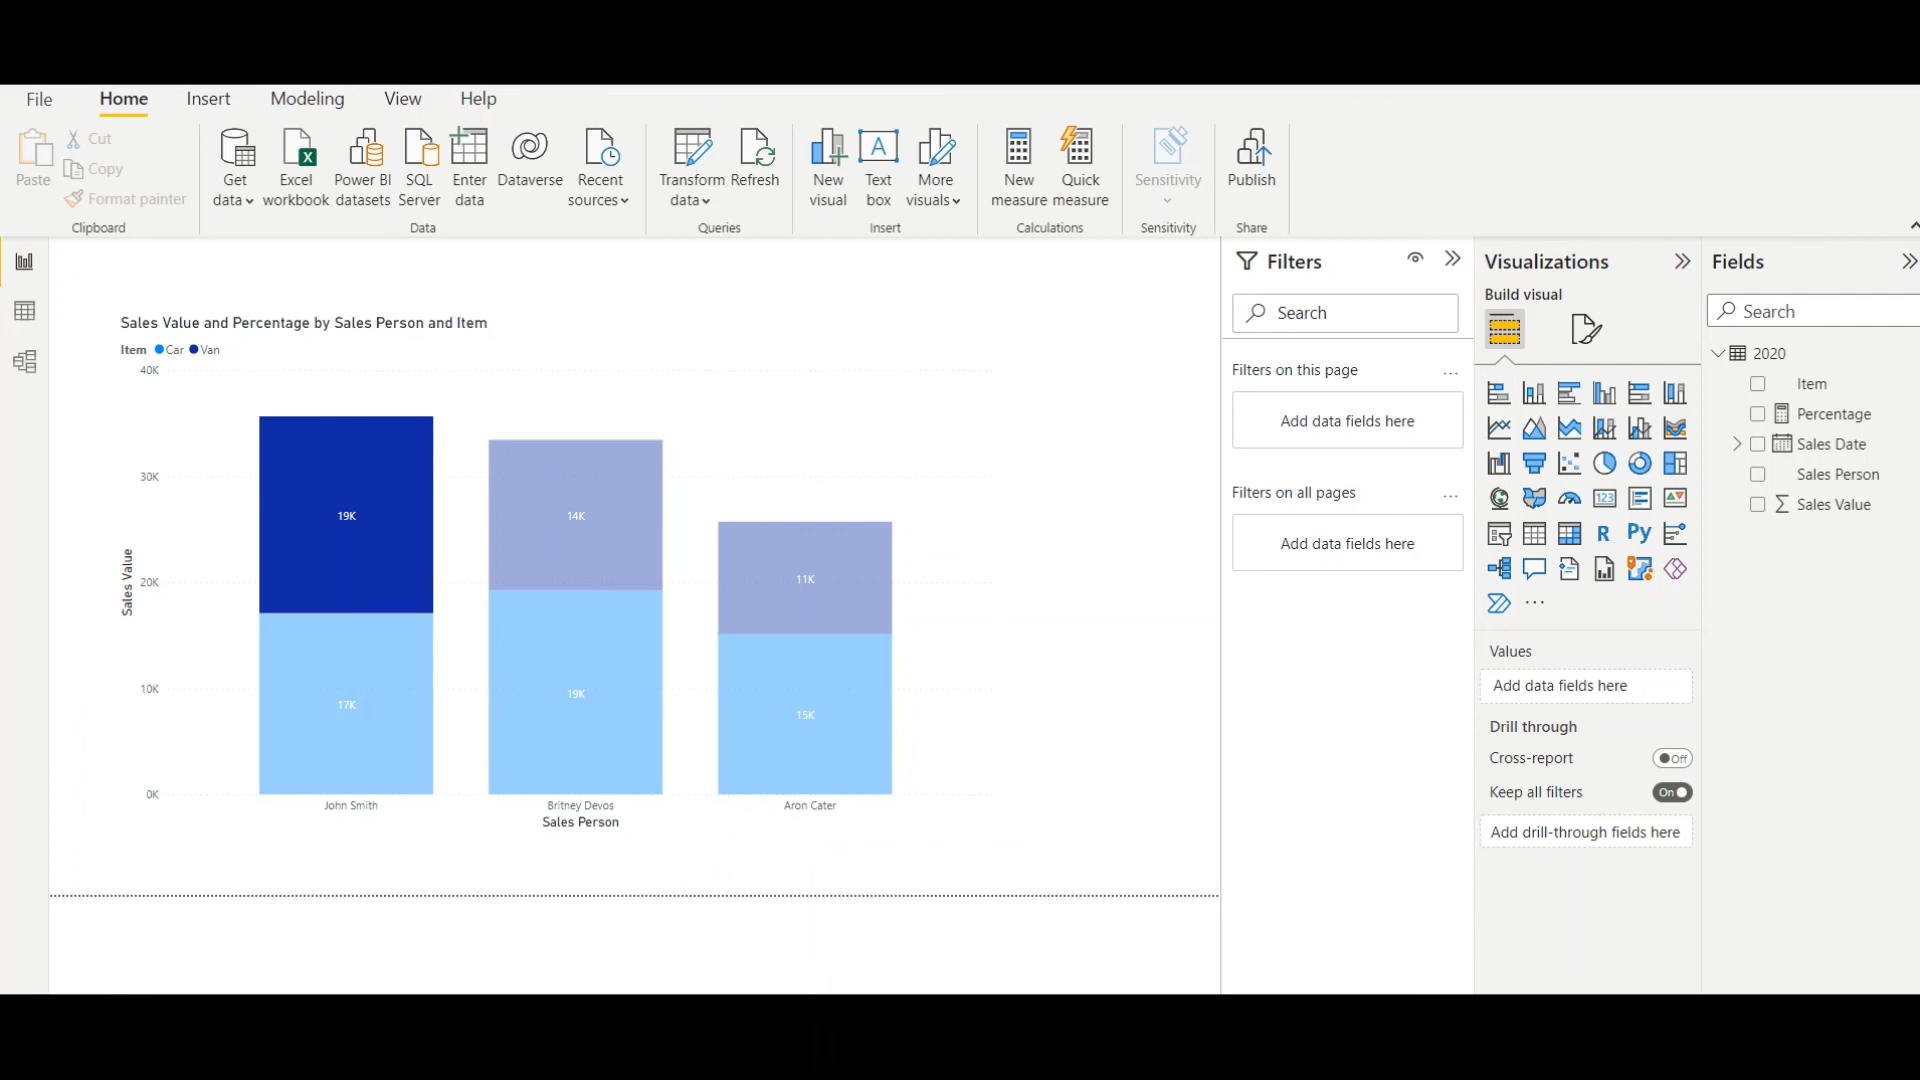 File Home Insert Modeling View Help
Paste
Cut
Copy
Format painter
Clipboard
Get data
Excel workbook
Power BI datasets
SQL Server
Enter data
Dataverse
Recent sources
Data
Transform data
Refresh
Queries
New visual
Text box
More visuals
Insert
New measure
Quick measure
Calculations
Sensitivity
Sensitivity
Publish
Share
Sales Value and Percentage by Sales Person and Item
Item Car Van
40K
30K
20K
10K
0K
Sales Value
19K
17K
14K
19K
11K
15K
John Smith
Britney Devos
Aron Cater
Sales Person
Filters
Search
Filters on this page ...
Add data fields here
Filters on all pages ...
Add data fields here
Visualizations
Build visual
123
R
Py
...
Values
Add data fields here
Drill through
Cross-report Off
Keep all filters On
Add drill-through fields here
Fields
Search
2020
Item
Percentage
Sales Date
Sales Person
Σ Sales Value